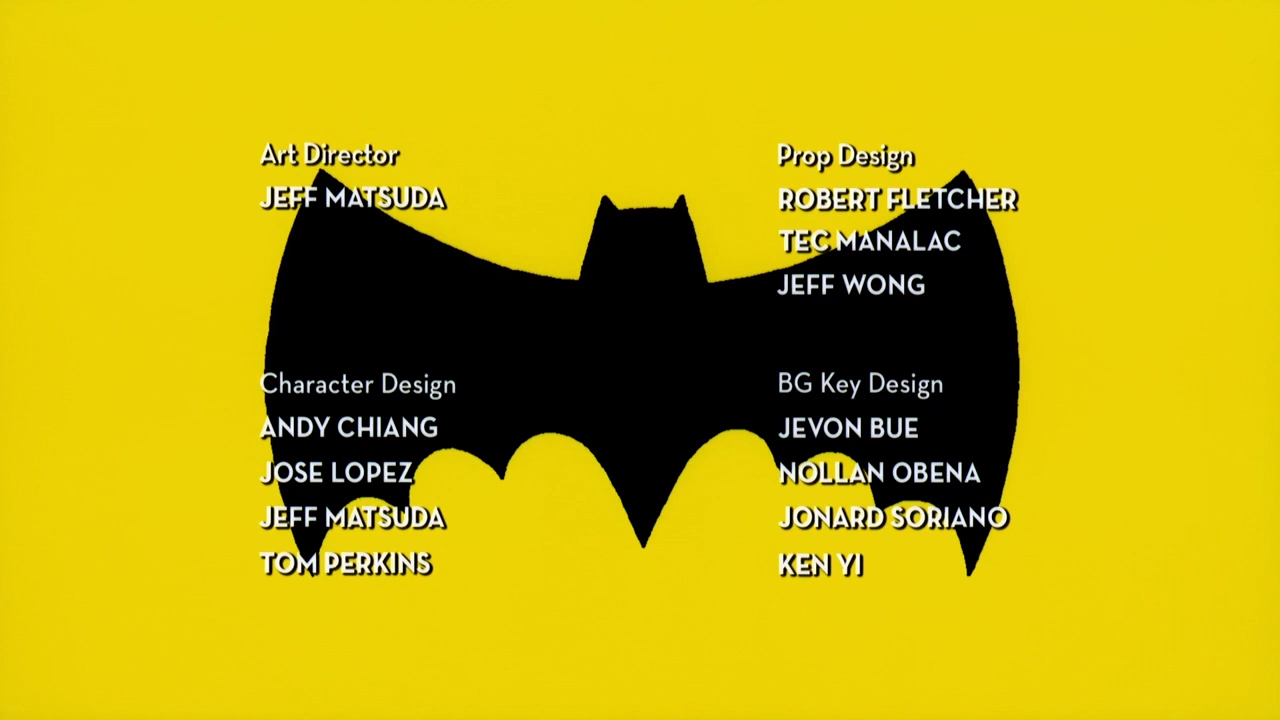 Art Director
JEFF MATSUDA
Character Design
ANDY CHIANG
JOSE LOPEZ
JEFF MATSUDA
TOM PERKINS
Prop Design
ROBERT FLETCHER
TEC MANALAC
JEFF WONG
BG Key Design
JEVON BUE
NOLLAN OBENA
JONARD SORIANO
KEN YI